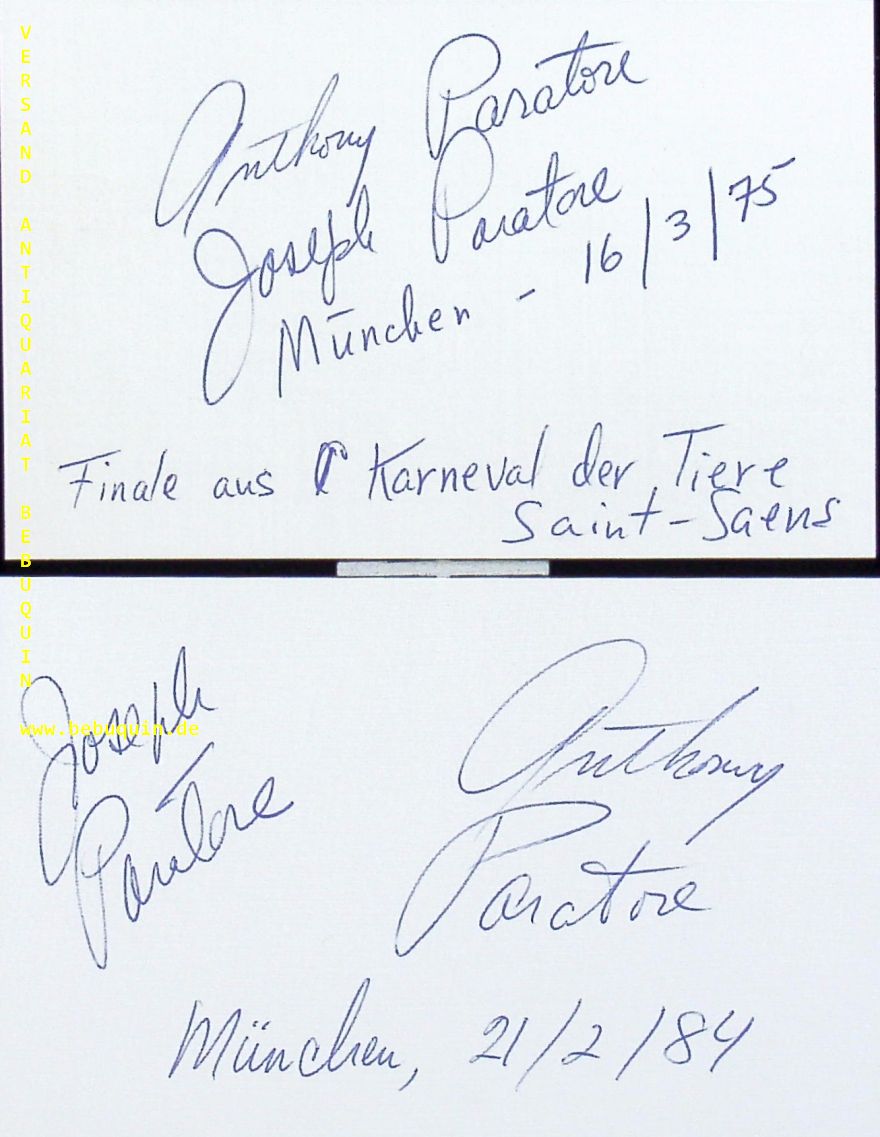 VERSAND ANTIQUARIAT BEBUQUIN
Anthony Paratore
Joseph Paratore
München - 16/3/75
Finale aus Karneval der Tiere
Saint-Saens
Joseph
Paratore
www.bebuquin.de
Anthony
Paratore
München, 21/2/84